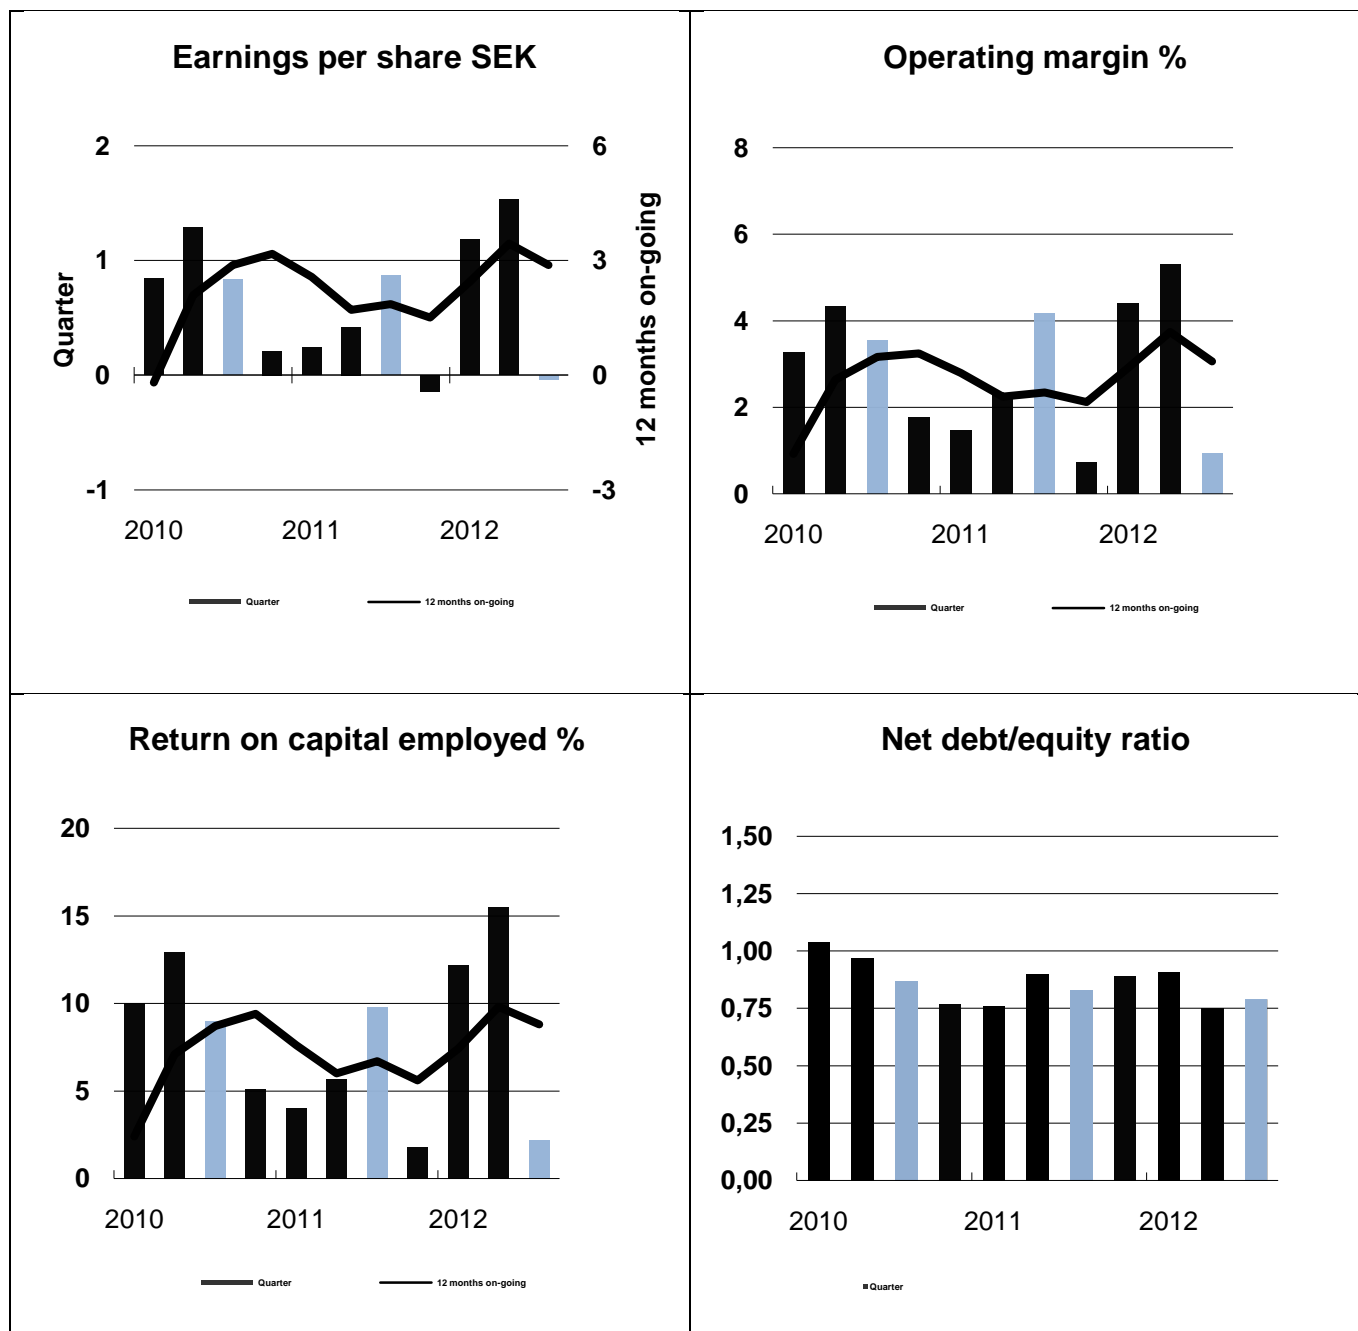 Earnings per share SEK
2
1
0
-1
6
3
0
-3
Quarter
12 months on-going
2010
2011
2012
Quarter
12 months on-going
Operating margin %
8
6
4
2
0
2010
2011
2012
Quarter
12 months on-going
Return on capital employed %
20
15
10
5
0
2010
2011
2012
Quarter
12 months on-going
Net debt/equity ratio
1,50
1,25
1,00
0,75
0,50
0,25
0,00
2010
2011
2012
Quarter